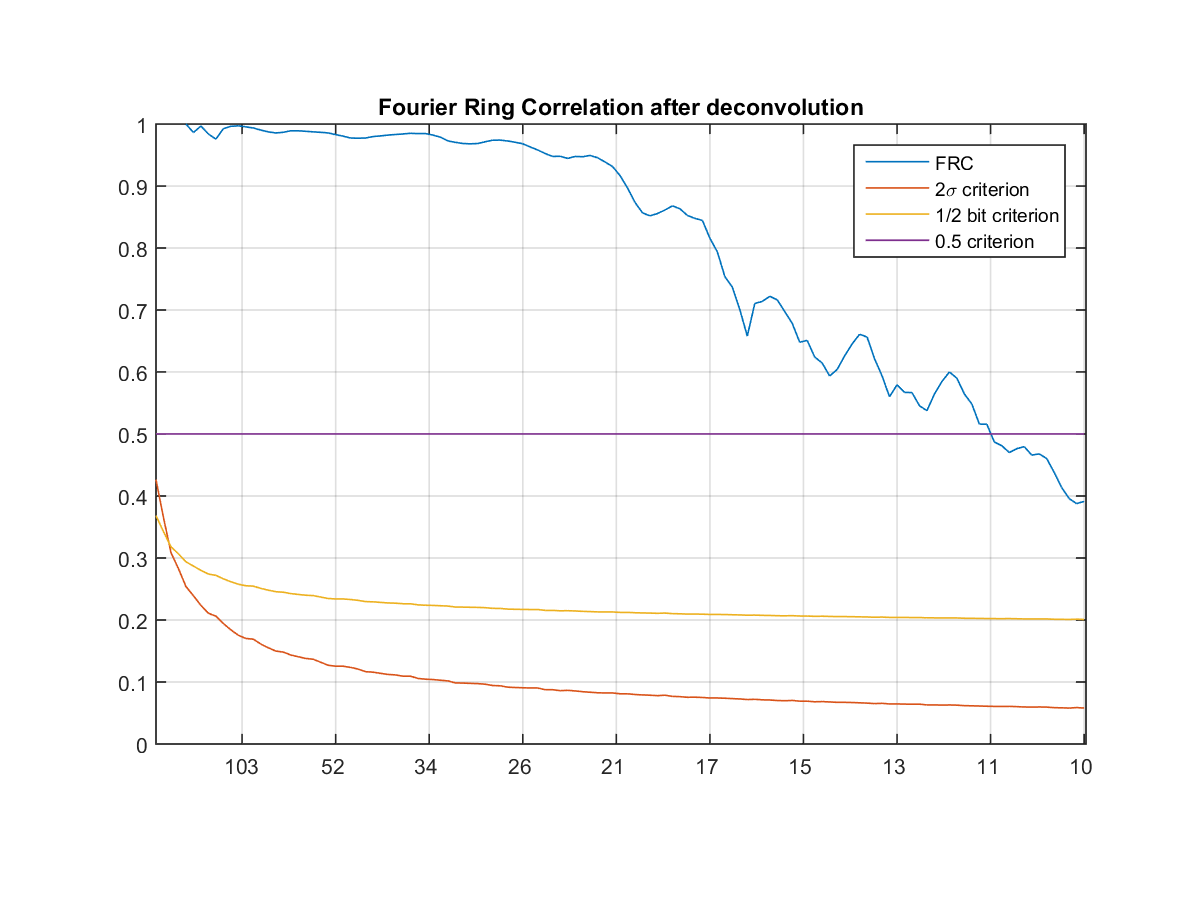 Fourier Ring Correlation after deconvolution
1
0.9
0.8
0.7
0.6
0.5
0.4
0.3
0.2
0.1
0
FRC
2σ criterion
1/2 bit criterion
0.5 criterion
103 52 34 26 21 17 15 13 11 10